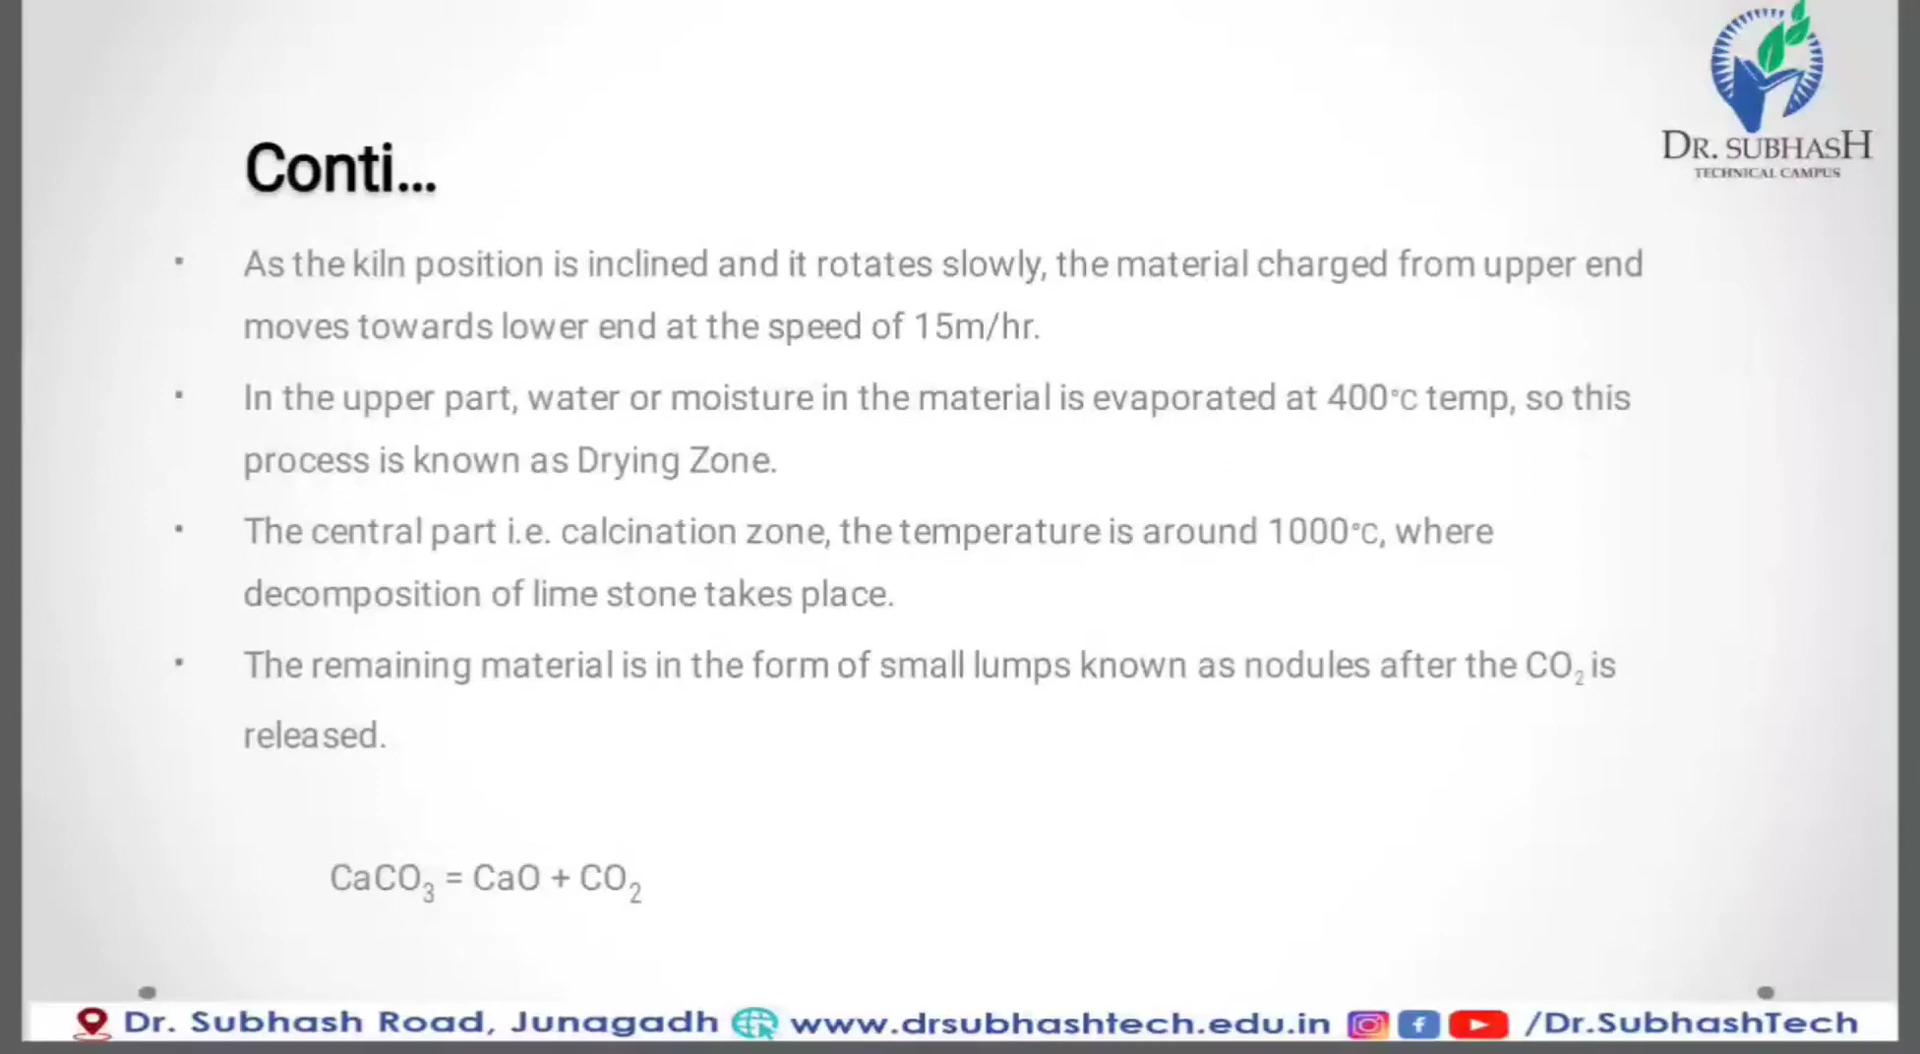 DR. SUBHASH
TECHNICAL CAMPUS
Conti...
• As the kiln position is inclined and it rotates slowly, the material charged from upper end
moves towards lower end at the speed of 15m/hr.
• In the upper part, water or moisture in the material is evaporated at 400°C temp, so this
process is known as Drying Zone.
• The central part i.e. calcination zone, the temperature is around 1000°C, where
decomposition of lime stone takes place.
• The remaining material is in the form of small lumps known as nodules after the CO₂ is
released.
CaCO₃ = CaO + CO₂
Dr. Subhash Road, Junagadh www.drsubhashtech.edu.in /Dr.SubhashTech